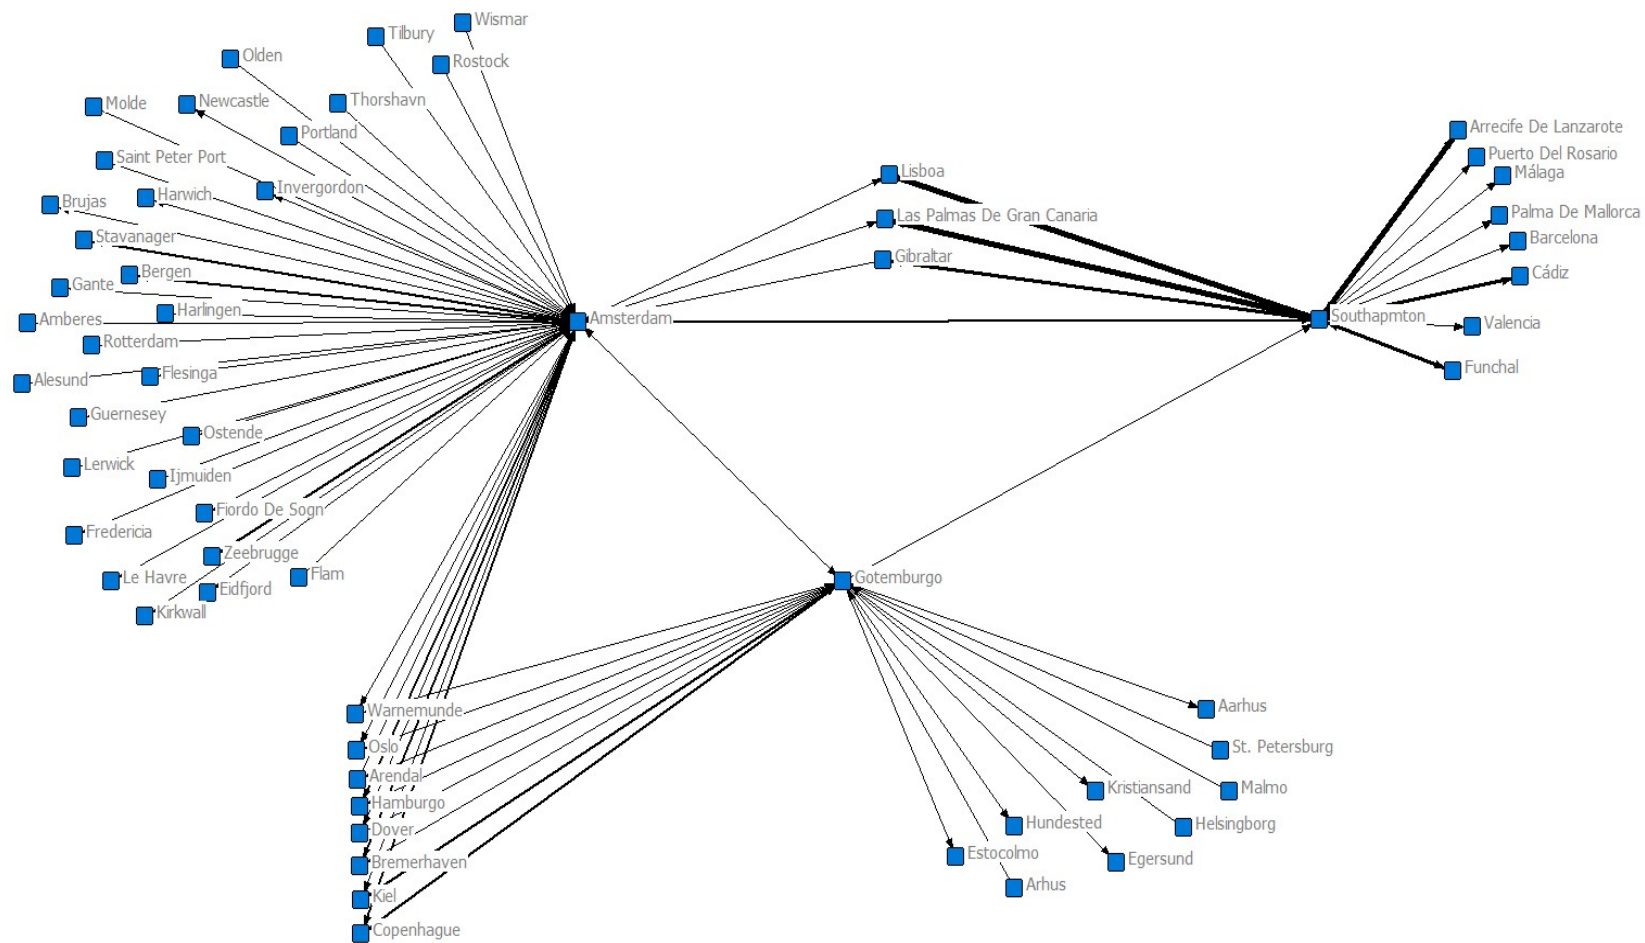 Wismar
Tilbury
Olden
Rostock
Molde
Newcastle
Thorshavn
Portland
Saint Peter Port
Brujas
Harwich
Invergordon
Stavanager
Bergen
Gante
Harlingen
Amberes
Rotterdam
Alesund
Flesinga
Guernesey
Ostende
Lerwick
Ijmuiden
Fiordo De Sogn
Fredericia
Zeebrugge
Le Havre
Eidfjord
Flam
Kirkwall
Amsterdam
Lisboa
Las Palmas De Gran Canaria
Gibraltar
Arrecife De Lanzarote
Puerto Del Rosario
Málaga
Palma De Mallorca
Barcelona
Cádiz
Southapmton
Valencia
Funchal
Gotemburgo
Warnemunde
Oslo
Arendal
Hamburgo
Dover
Bremerhaven
Kiel
Copenhague
Aarhus
St. Petersburg
Kristiansand
Malmo
Hundested
Helsingborg
Estocolmo
Egersund
Arhus